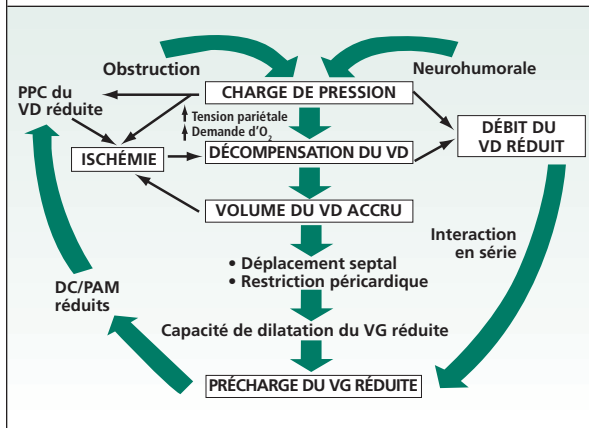 Obstruction
Neurohumorale
PPC du
VD réduite
CHARGE DE PRESSION
Tension pariétale
Demande d'O₂
DÉBIT DU
VD RÉDUIT
ISCHÉMIE
DÉCOMPENSATION DU VD
VOLUME DU VD ACCRU
Interaction
en série
• Déplacement septal
• Restriction péricardique
DC/PAM
réduits
Capacité de dilatation du VG réduite
PRÉCHARGE DU VG RÉDUITE